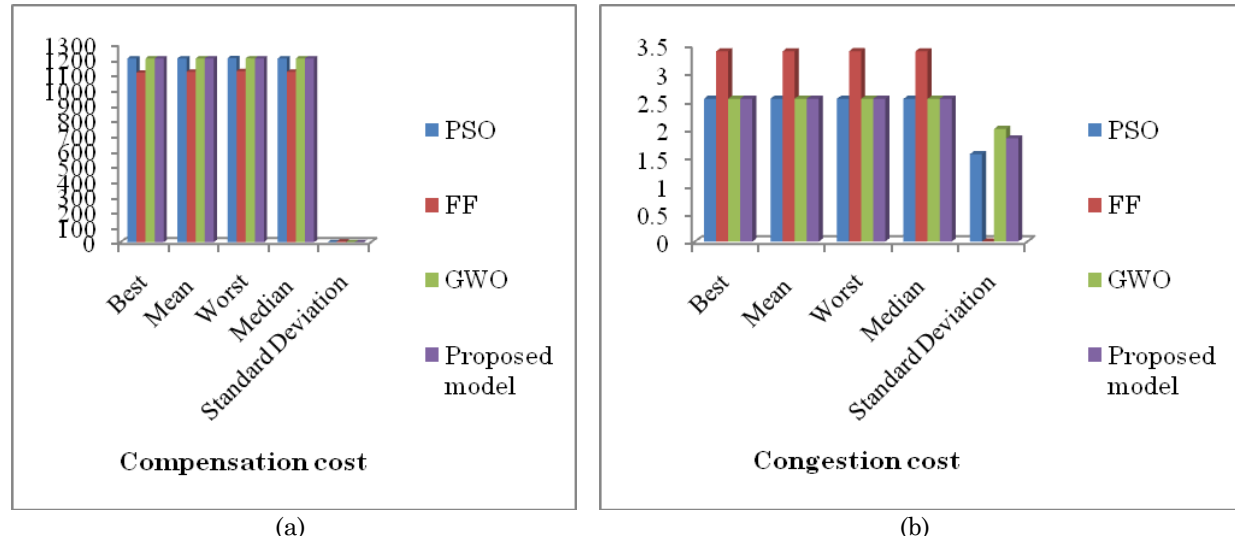 1300
1200
1100
1000
900
800
700
600
500
400
300
200
100
0
Best
Mean
Worst
Median
Standard Deviation
PSO
FF
GWO
Proposed
model
Compensation cost
(a)
3.5
3
2.5
2
1.5
1
0.5
0
Best
Mean
Worst
Median
Standard Deviation
PSO
FF
GWO
Proposed
model
Congestion cost
(b)